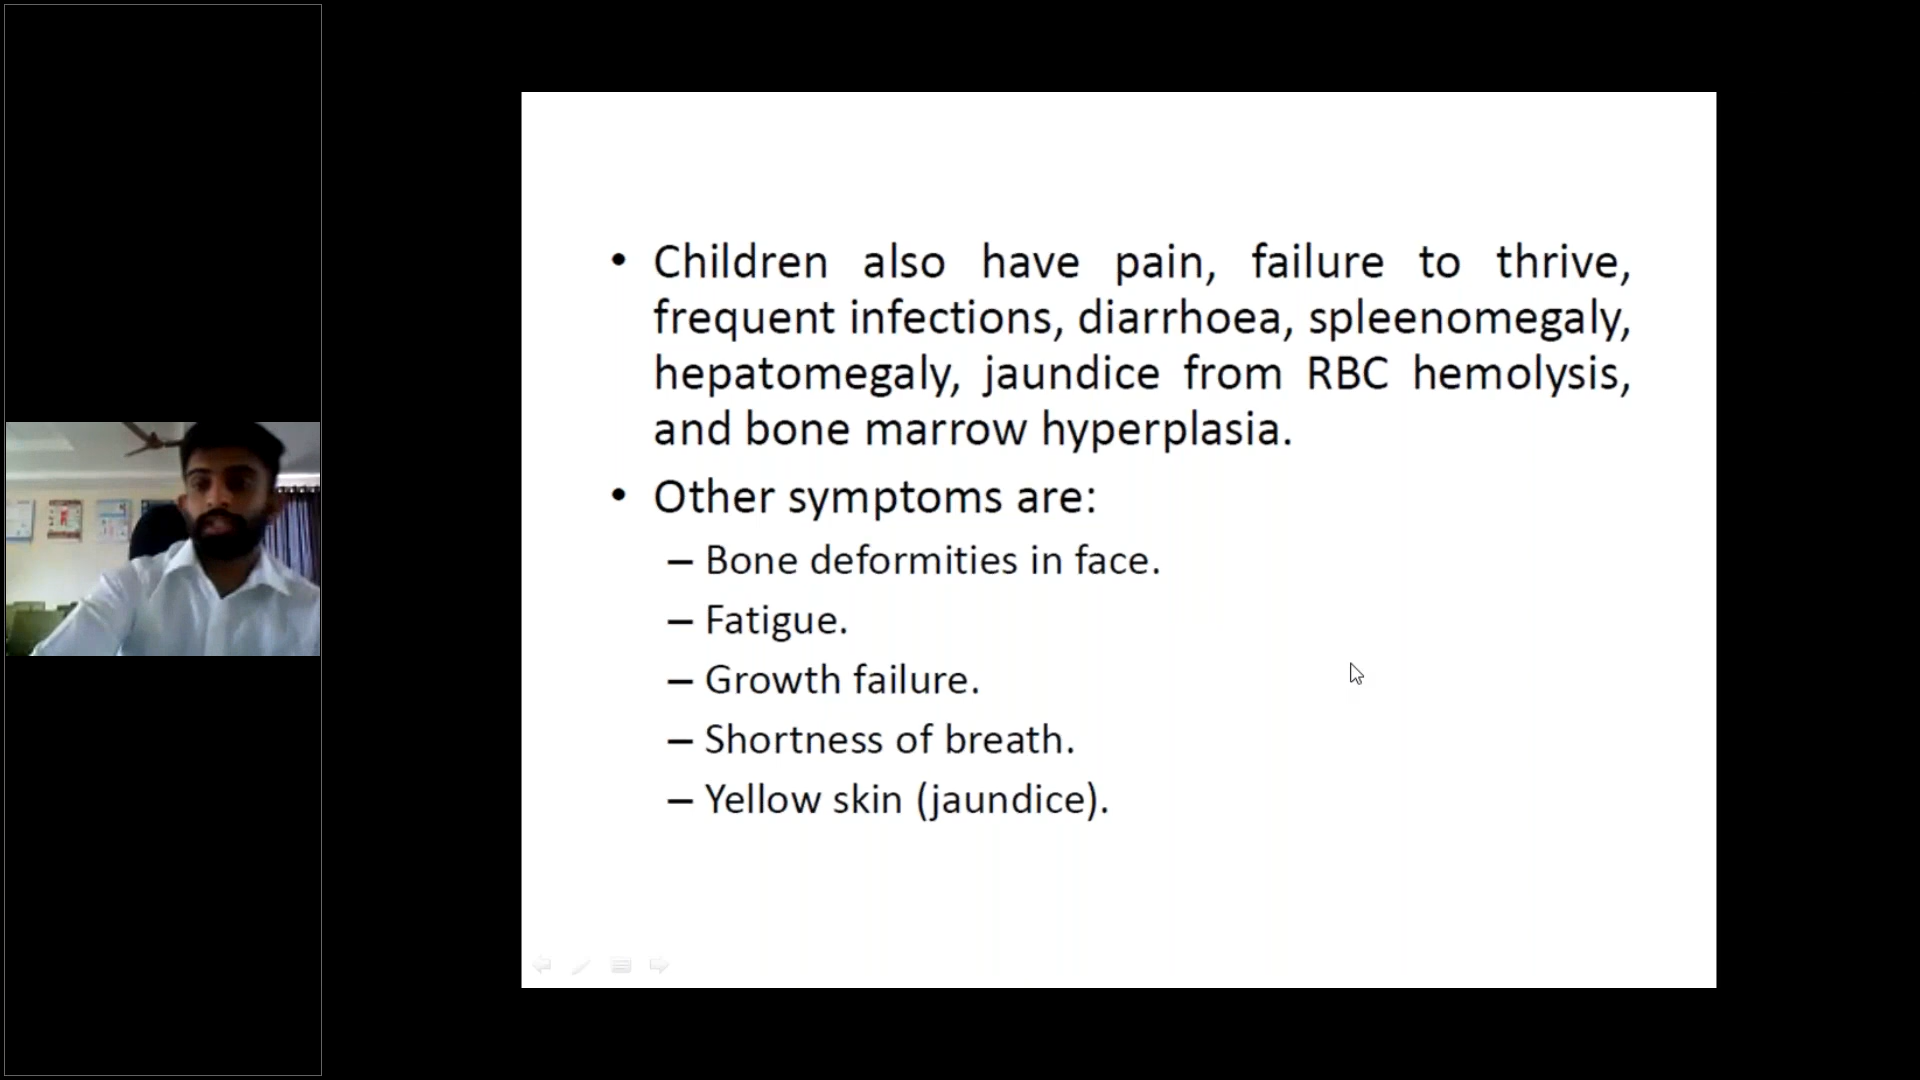 • Children also have pain, failure to thrive,
frequent infections, diarrhoea, spleenomegaly,
hepatomegaly, jaundice from RBC hemolysis,
and bone marrow hyperplasia.
• Other symptoms are:
– Bone deformities in face.
– Fatigue.
– Growth failure.
– Shortness of breath.
– Yellow skin (jaundice).